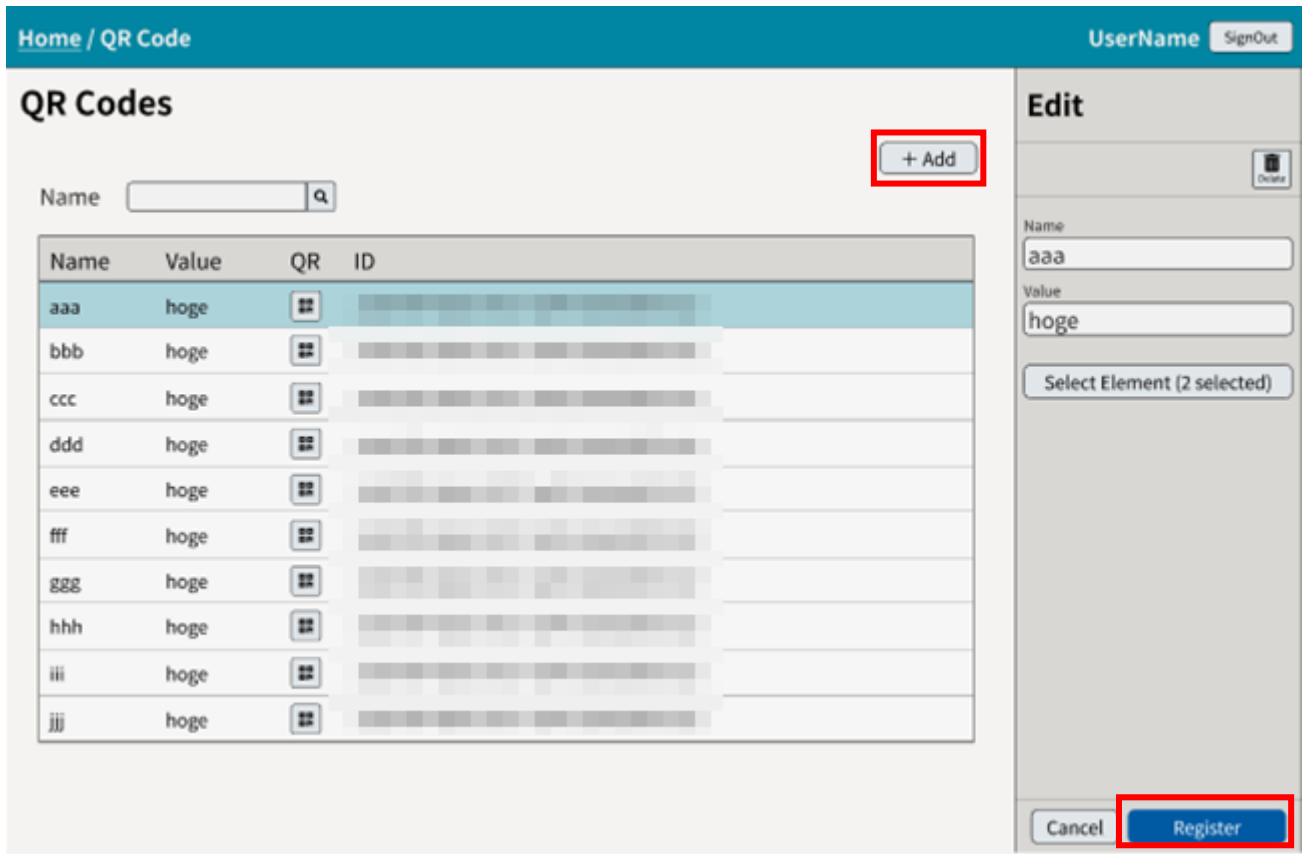 Home / QR Code
UserName SignOut
QR Codes
+ Add
Name
Name Value QR ID
aaa hoge
bbb hoge
ccc hoge
ddd hoge
eee hoge
fff hoge
ggg hoge
hhh hoge
iii hoge
jjj hoge
Edit
Delete
Name
aaa
Value
hoge
Select Element (2 selected)
Cancel Register